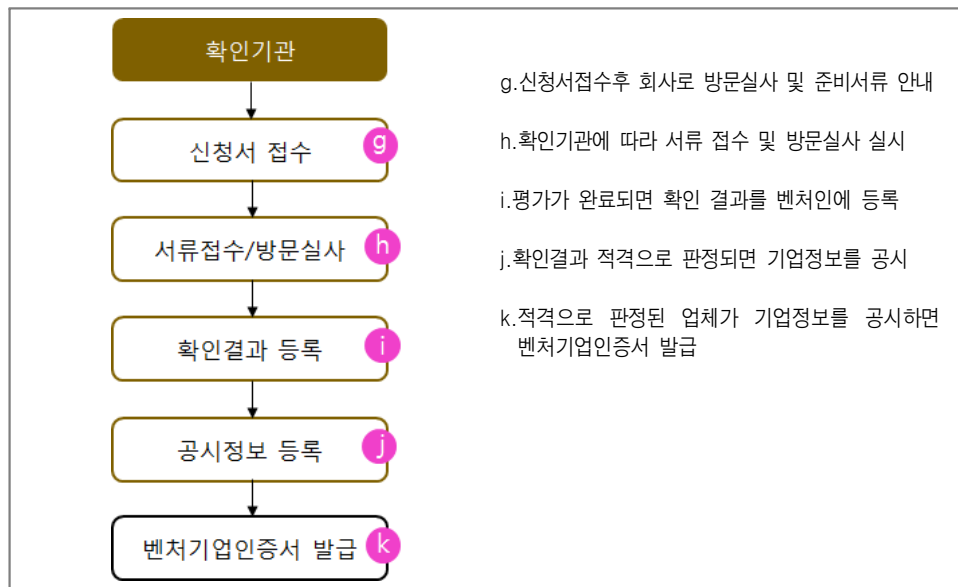 확인기관
신청서 접수
g
서류접수/방문실사
h
확인결과 등록
i
공시정보 등록
j
벤처기업인증서 발급
k
g.신청서접수후 회사로 방문실사 및 준비서류 안내
h.확인기관에 따라 서류 접수 및 방문실사 실시
i.평가가 완료되면 확인 결과를 벤처인에 등록
j.확인결과 적격으로 판정되면 기업정보를 공시
k.적격으로 판정된 업체가 기업정보를 공시하면
벤처기업인증서 발급